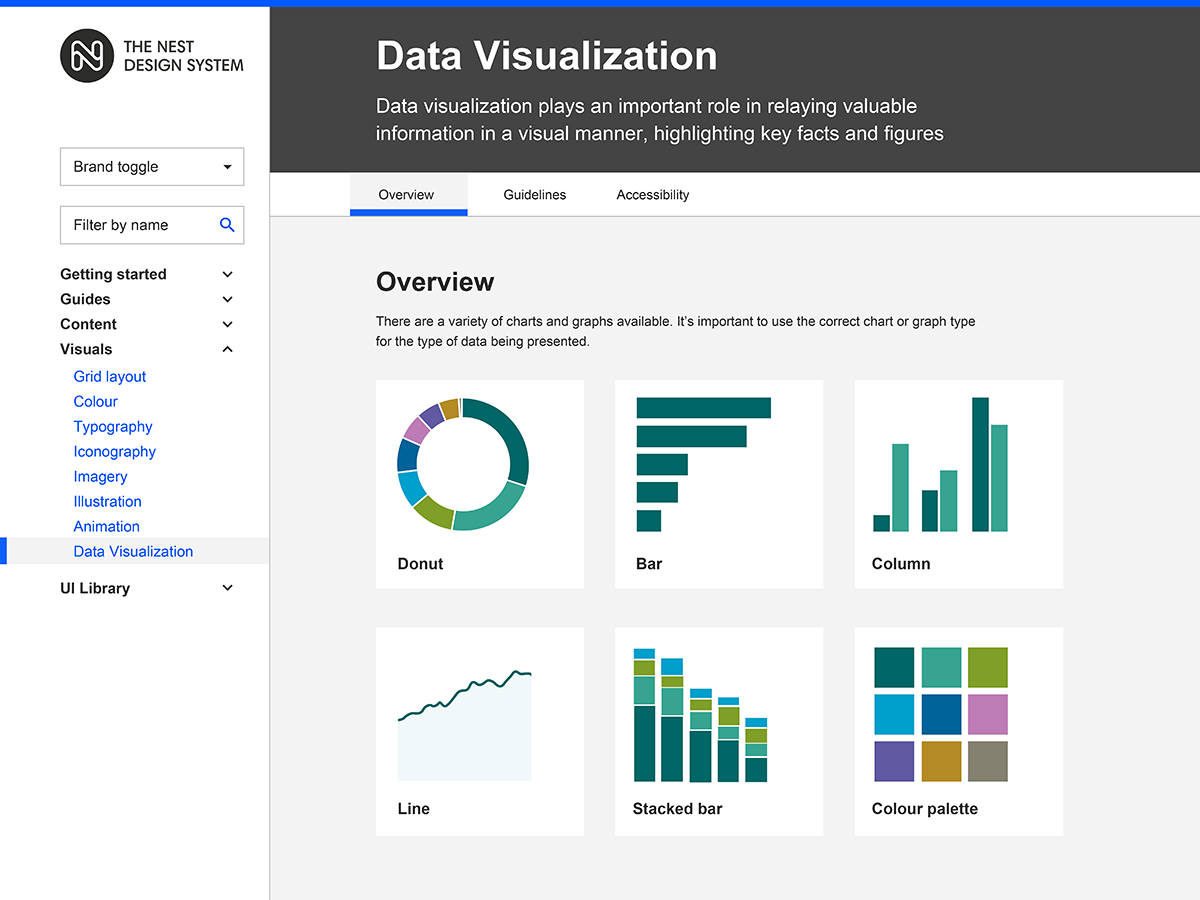 THE NEST
DESIGN SYSTEM
Brand toggle
Filter by name
Getting started
Guides
Content
Visuals
Grid layout
Colour
Typography
Iconography
Imagery
Illustration
Animation
Data Visualization
UI Library
Data Visualization
Data visualization plays an important role in relaying valuable
information in a visual manner, highlighting key facts and figures
Overview
Guidelines
Accessibility
Overview
There are a variety of charts and graphs available. It’s important to use the correct chart or graph type
for the type of data being presented.
Donut
Bar
Column
Line
Stacked bar
Colour palette